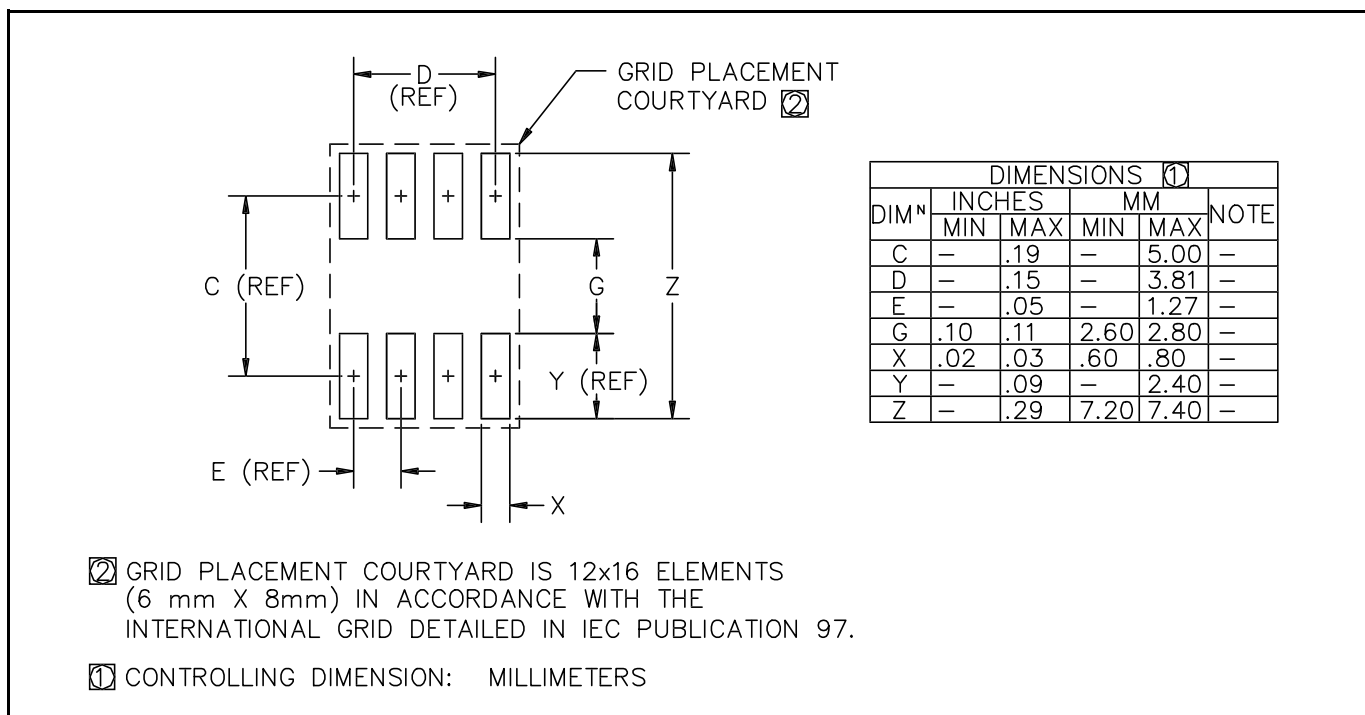 D
(REF)
GRID PLACEMENT
COURTYARD ②
C (REF)
G
Z
Y (REF)
E (REF)
X
DIMENSIONS ①
DIMᴺ INCHES MM NOTE
MIN MAX MIN MAX
C – .19 – 5.00 –
D – .15 – 3.81 –
E – .05 – 1.27 –
G .10 .11 2.60 2.80 –
X .02 .03 .60 .80 –
Y – .09 – 2.40 –
Z – .29 7.20 7.40 –
② GRID PLACEMENT COURTYARD IS 12x16 ELEMENTS
(6 mm X 8mm) IN ACCORDANCE WITH THE
INTERNATIONAL GRID DETAILED IN IEC PUBLICATION 97.
① CONTROLLING DIMENSION: MILLIMETERS